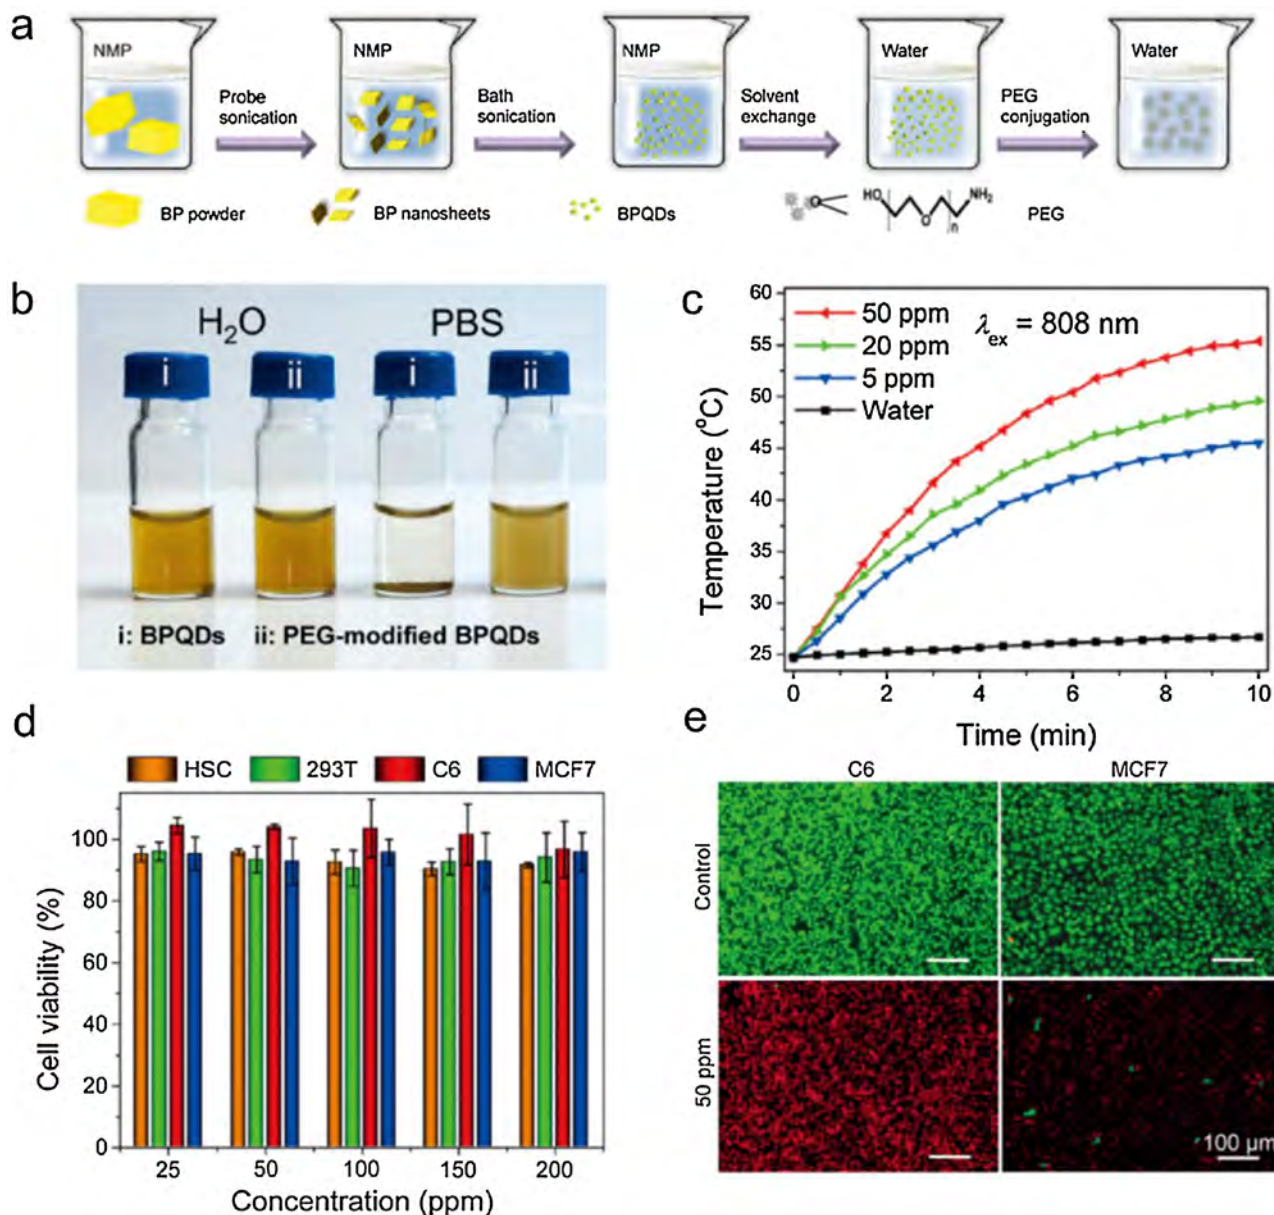 a
NMP
NMP
NMP
Water
Water
Probe
sonication
Bath
sonication
Solvent
exchange
PEG
conjugation
BP powder
BP nanosheets
BPQDs
HO
O
n
NH2
PEG
b
H2O
PBS
i
ii
i
ii
i: BPQDs
ii: PEG-modified BPQDs
c
60
55
50
45
40
35
30
25
Temperature (°C)
50 ppm
20 ppm
5 ppm
Water
λex = 808 nm
0
2
4
6
8
10
Time (min)
d
HSC
293T
C6
MCF7
100
80
60
40
20
0
Cell viability (%)
25
50
100
150
200
Concentration (ppm)
e
C6
MCF7
Control
50 ppm
100 μm